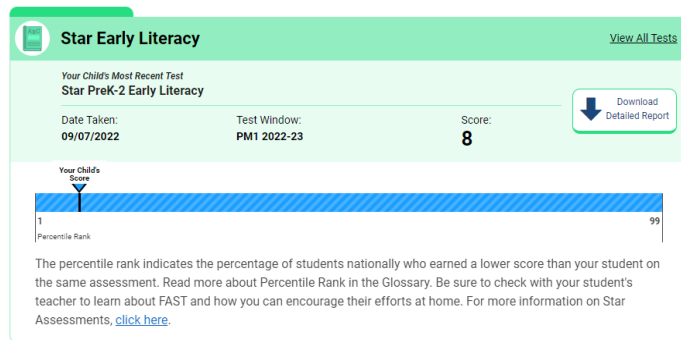 FAST
Star Early Literacy
View All Tests
Your Child's Most Recent Test
Star PreK-2 Early Literacy
Date Taken:
09/07/2022
Test Window:
PM1 2022-23
Score:
8
Download
Detailed Report
Your Child's
Score
1
99
Percentile Rank
The percentile rank indicates the percentage of students nationally who earned a lower score than your student on
the same assessment. Read more about Percentile Rank in the Glossary. Be sure to check with your student's
teacher to learn about FAST and how you can encourage their efforts at home. For more information on Star
Assessments, click here.